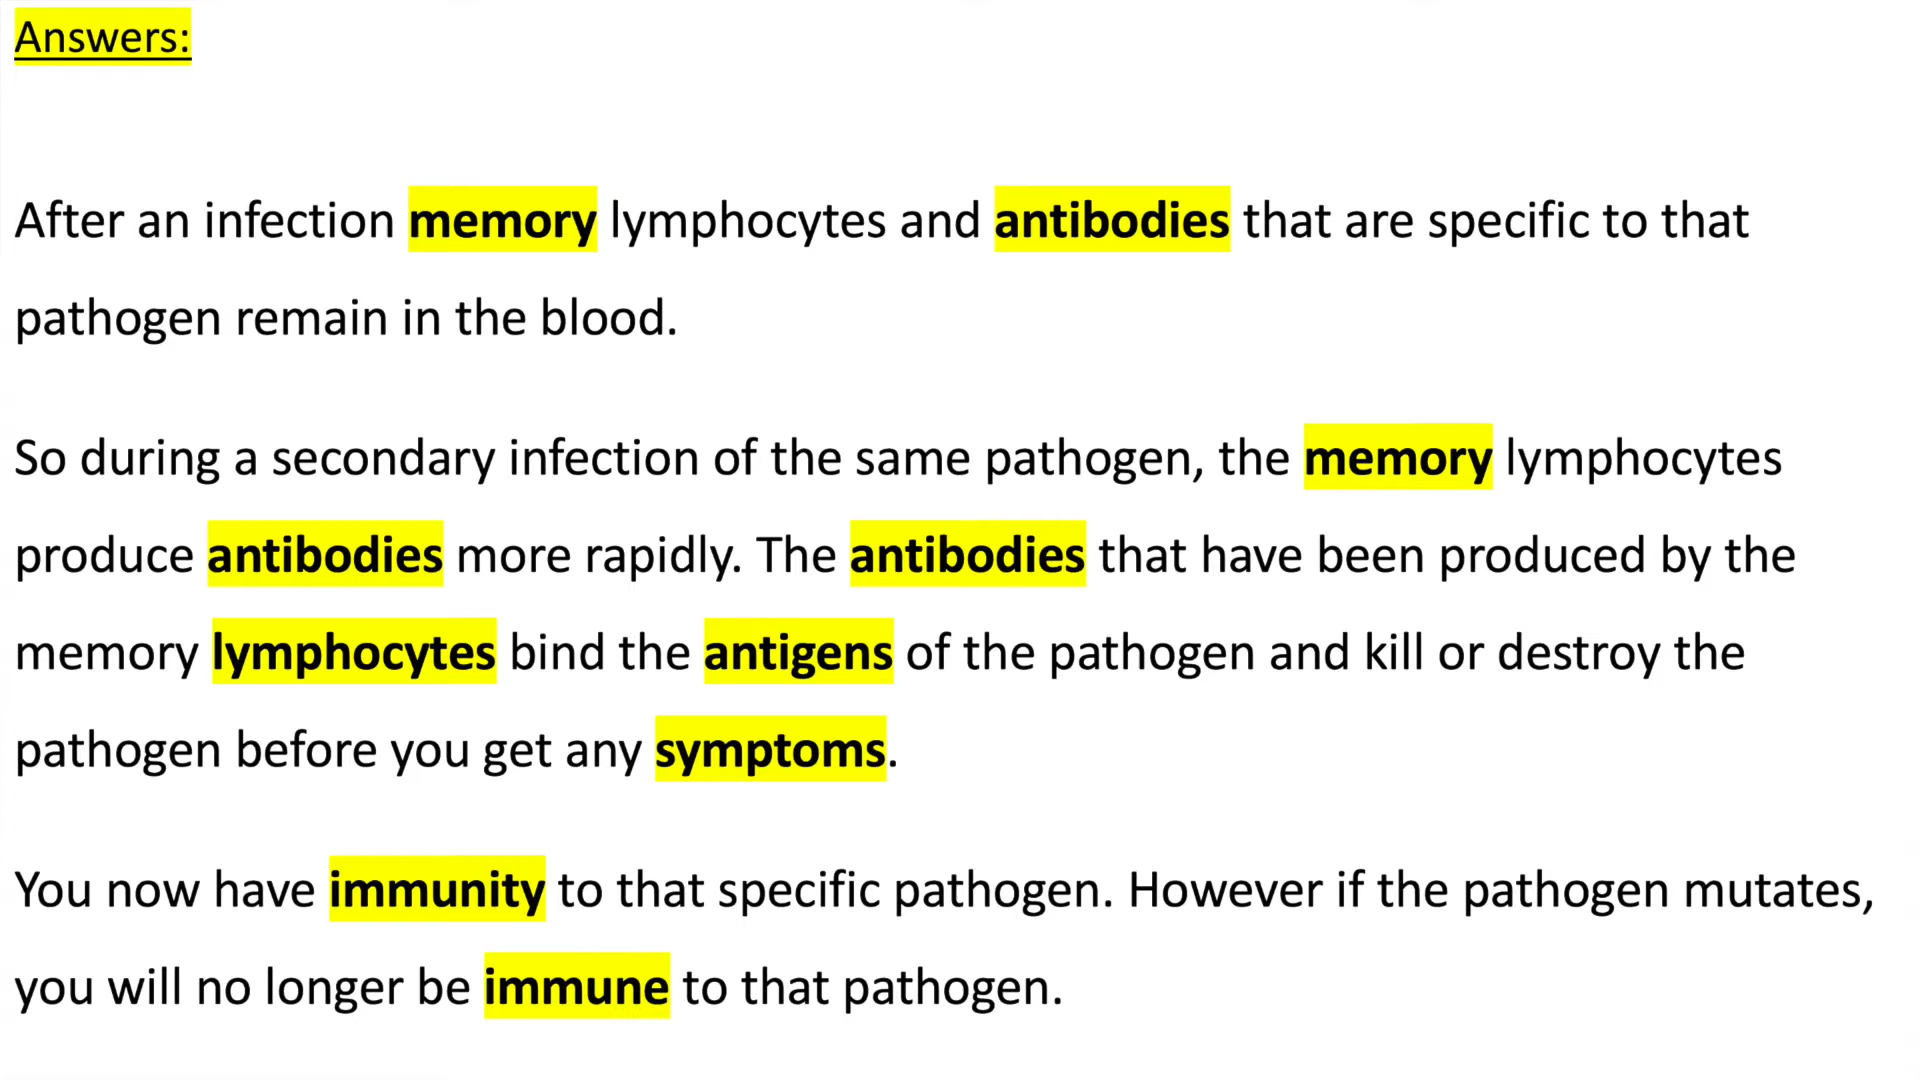 Answers:
After an infection memory lymphocytes and antibodies that are specific to that
pathogen remain in the blood.
So during a secondary infection of the same pathogen, the memory lymphocytes
produce antibodies more rapidly. The antibodies that have been produced by the
memory lymphocytes bind the antigens of the pathogen and kill or destroy the
pathogen before you get any symptoms.
You now have immunity to that specific pathogen. However if the pathogen mutates,
you will no longer be immune to that pathogen.